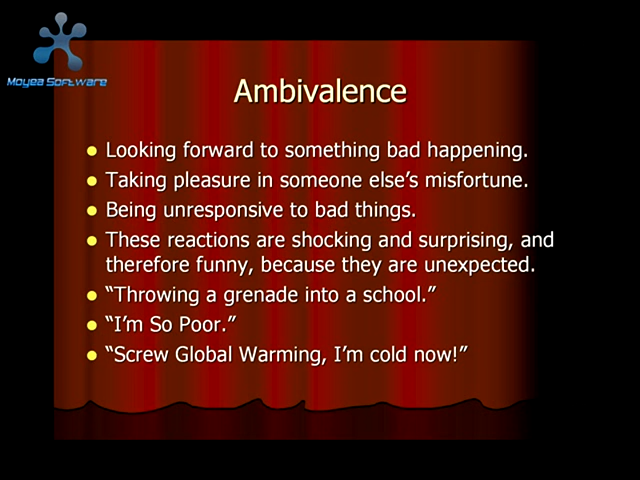 Moyea Software
Ambivalence
Looking forward to something bad happening.
Taking pleasure in someone else's misfortune.
Being unresponsive to bad things.
These reactions are shocking and surprising, and
therefore funny, because they are unexpected.
“Throwing a grenade into a school.”
“I'm So Poor.”
“Screw Global Warming, I'm cold now!”